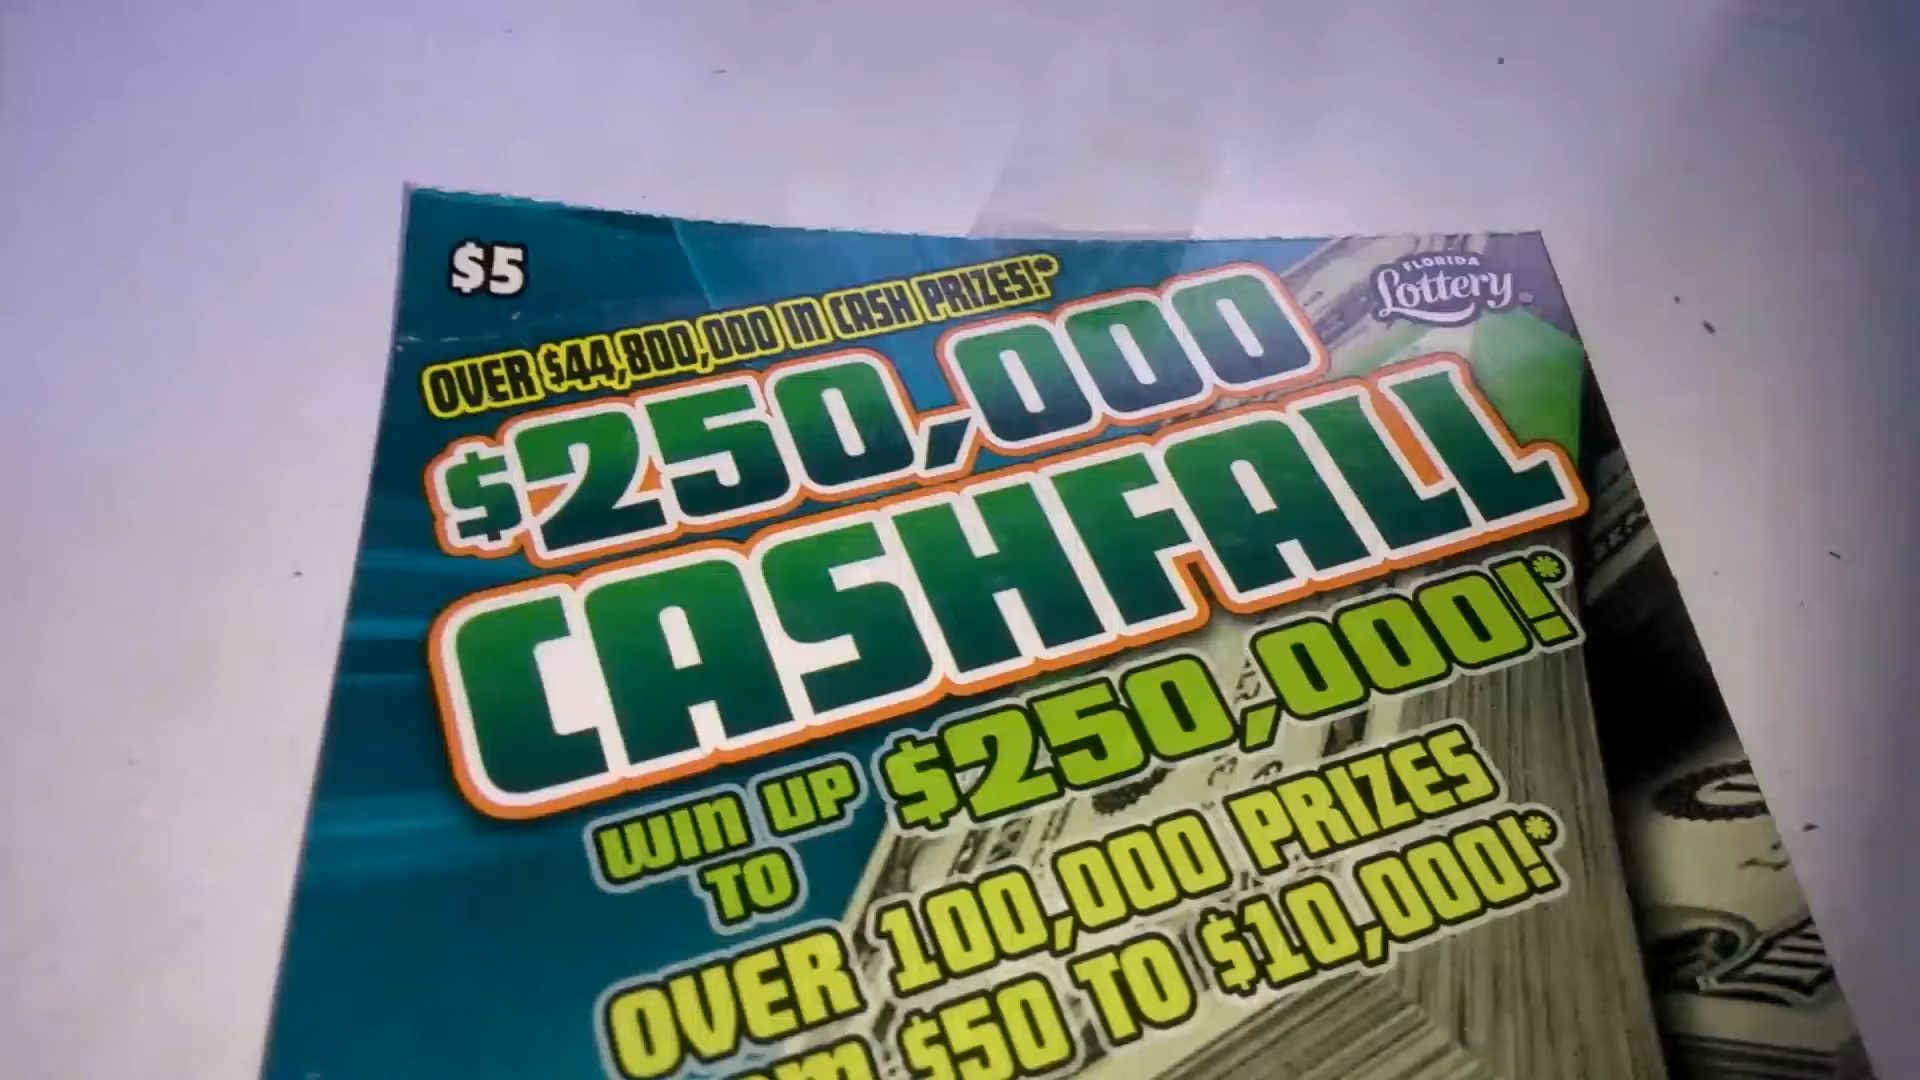 $5
OVER $44,800,000 IN CASH PRIZES!*
FLORIDA
Lottery
$250,000
CASHFALL
WIN UP
TO
$250,000!*
OVER 100,000 PRIZES
$50 TO $10,000!*